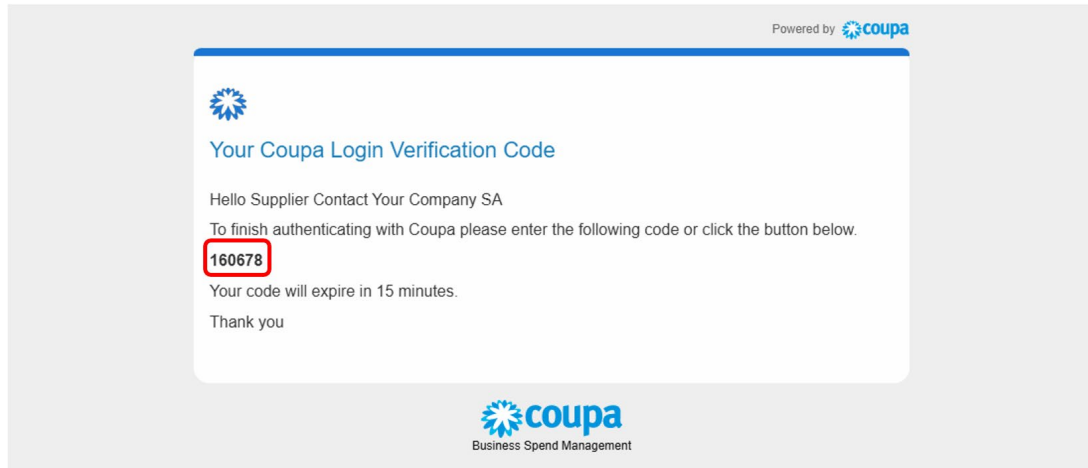 Powered by coupa
Your Coupa Login Verification Code
Hello Supplier Contact Your Company SA
To finish authenticating with Coupa please enter the following code or click the button below.
160678
Your code will expire in 15 minutes.
Thank you
coupa
Business Spend Management